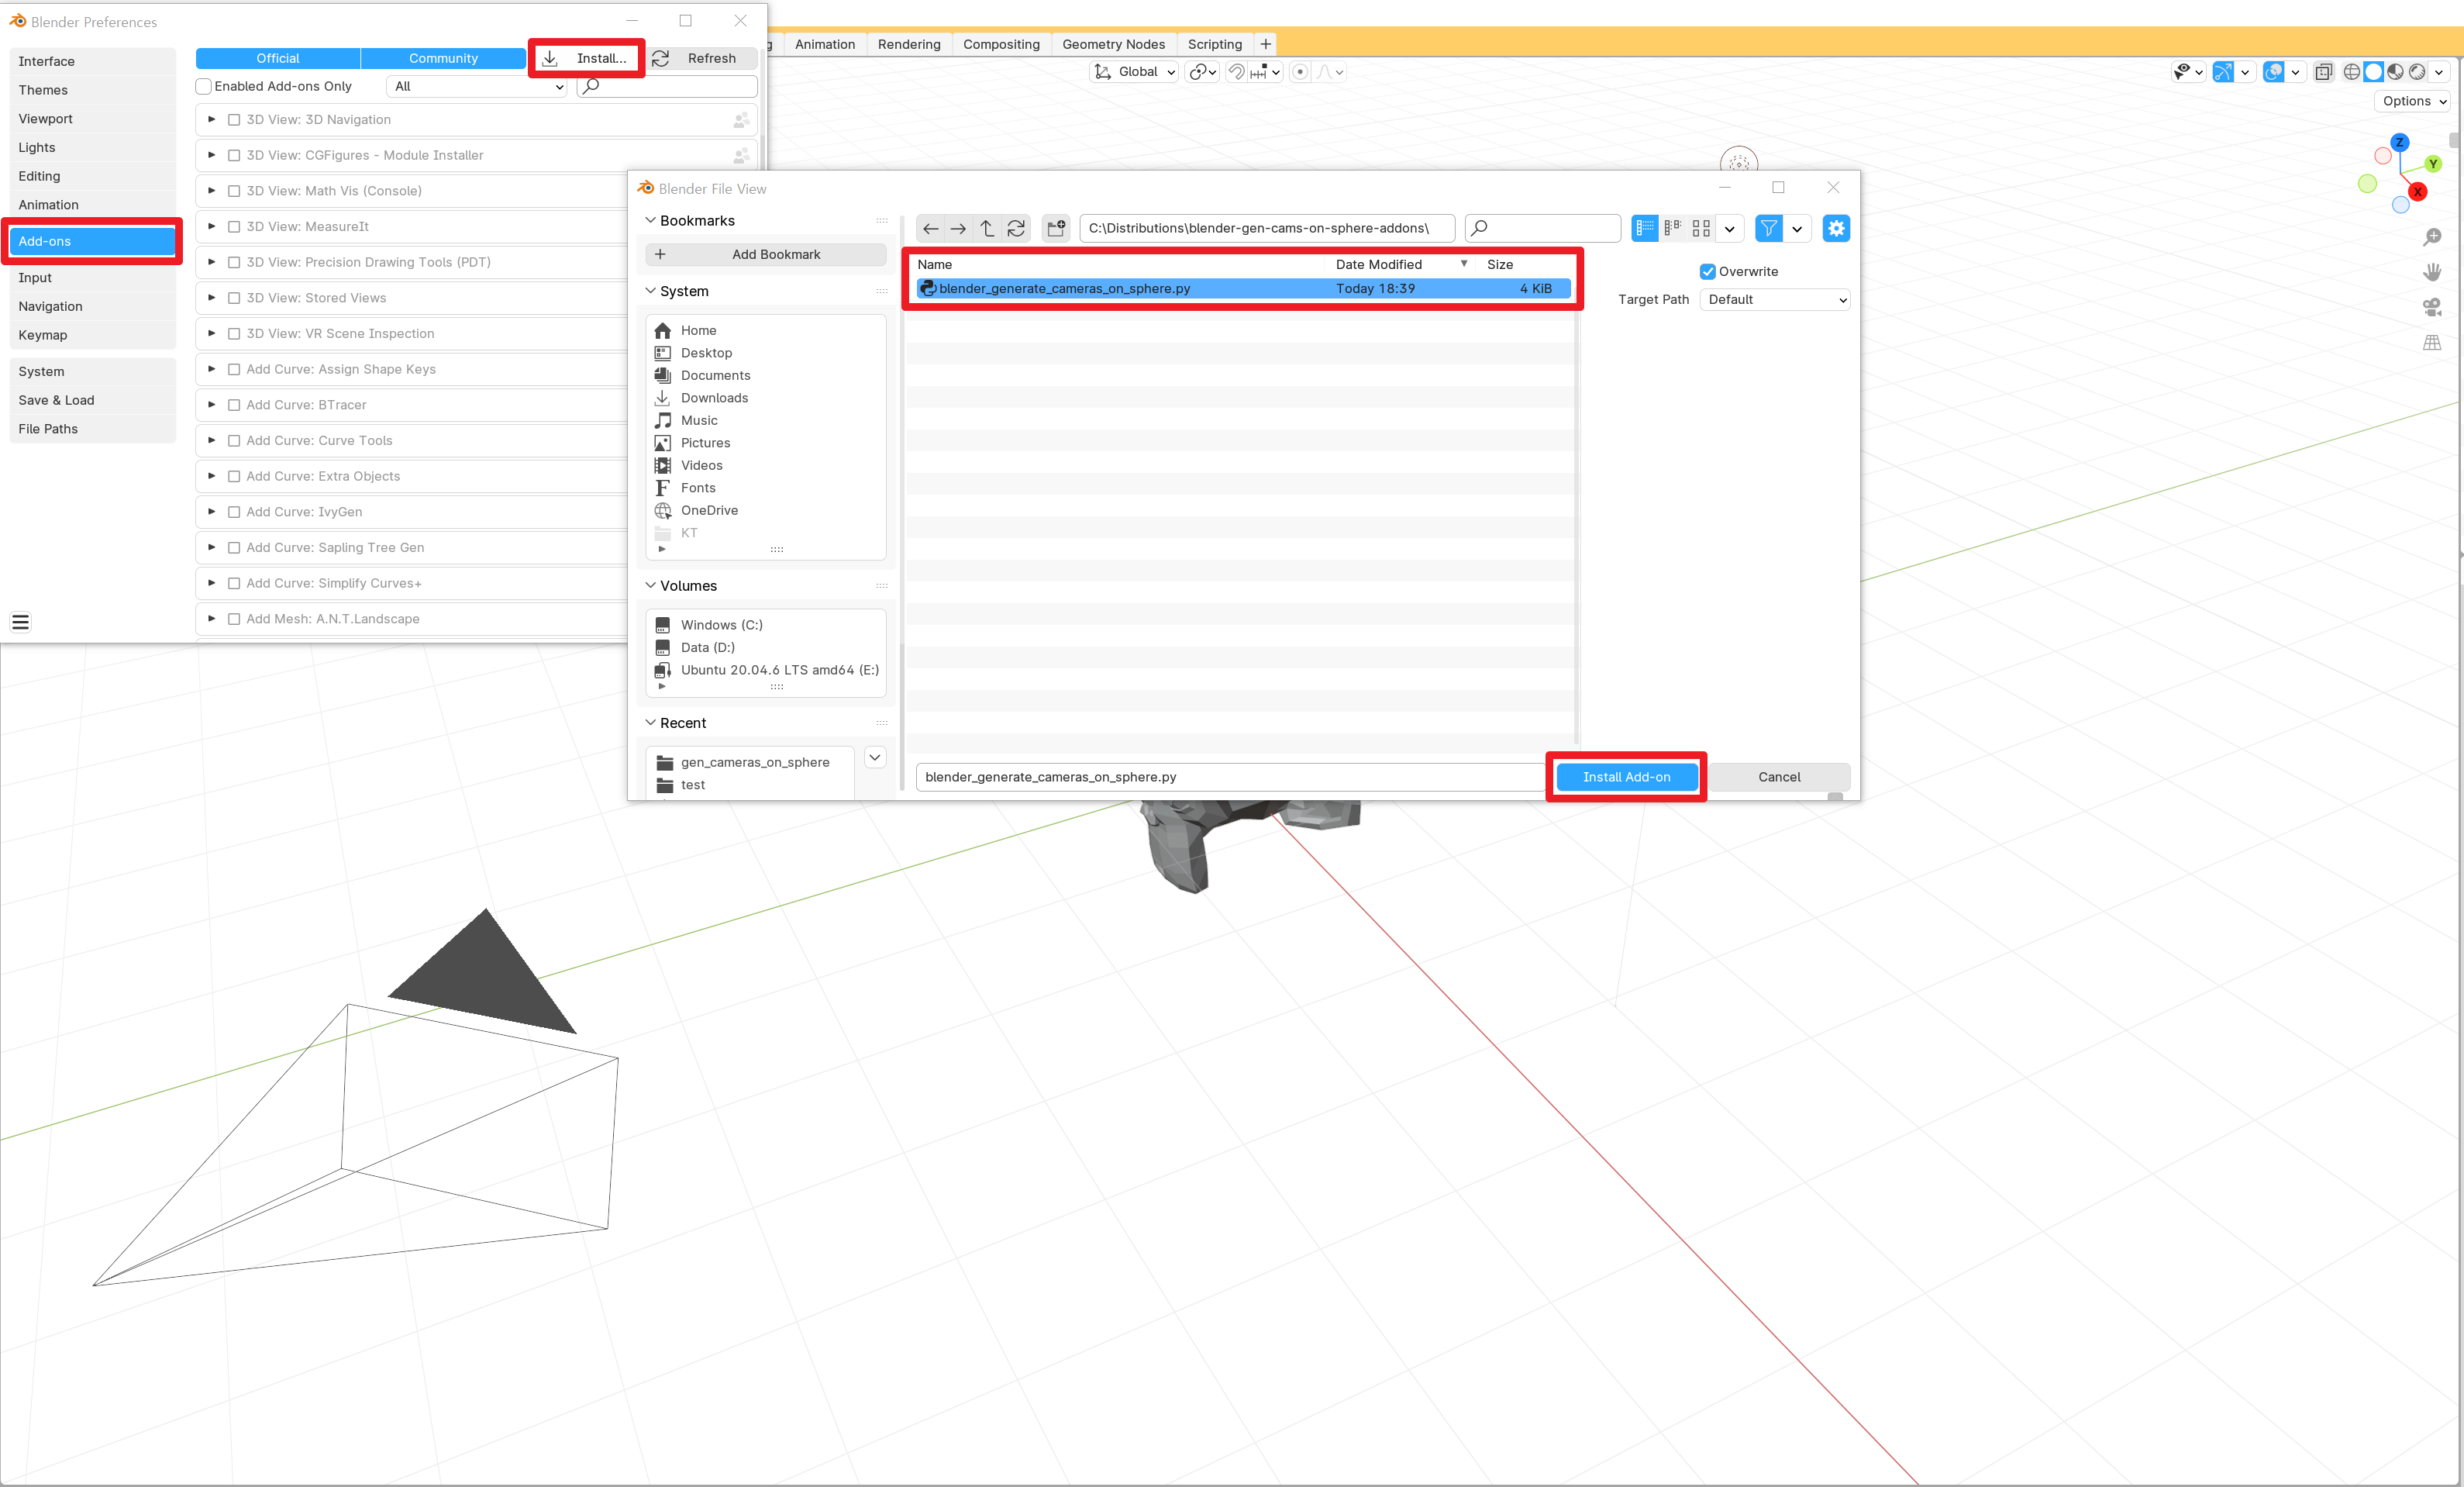 Blender Preferences
Interface
Themes
Viewport
Lights
Editing
Animation
Add-ons
Input
Navigation
Keymap
System
Save & Load
File Paths
Official
Community
Install...
Refresh
Enabled Add-ons Only
All
3D View: 3D Navigation
3D View: CGFigures - Module Installer
3D View: Math Vis (Console)
3D View: MeasureIt
3D View: Precision Drawing Tools (PDT)
3D View: Stored Views
3D View: VR Scene Inspection
Add Curve: Assign Shape Keys
Add Curve: BTracer
Add Curve: Curve Tools
Add Curve: Extra Objects
Add Curve: IvyGen
Add Curve: Sapling Tree Gen
Add Curve: Simplify Curves+
Add Mesh: A.N.T.Landscape
Animation
Rendering
Compositing
Geometry Nodes
Scripting
Global
Options
Z
Y
X
Blender File View
Bookmarks
Add Bookmark
System
Home
Desktop
Documents
Downloads
Music
Pictures
Videos
Fonts
OneDrive
KT
Volumes
Windows (C:)
Data (D:)
Ubuntu 20.04.6 LTS amd64 (E:)
Recent
gen_cameras_on_sphere
test
C:\Distributions\blender-gen-cams-on-sphere-addons\
Name Date Modified Size
blender_generate_cameras_on_sphere.py Today 18:39 4 KiB
Overwrite
Target Path Default
blender_generate_cameras_on_sphere.py
Install Add-on
Cancel